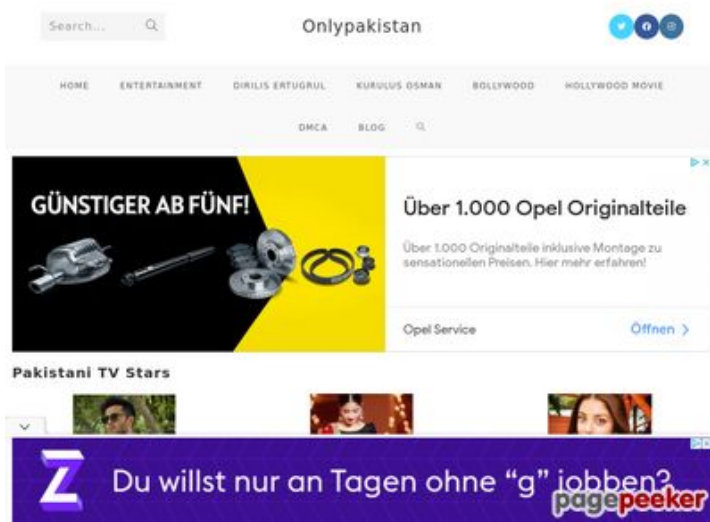 Search...
Onlypakistan
HOME ENTERTAINMENT DIRILIS ERTUGRUL KURULUS OSMAN BOLLYWOOD HOLLYWOOD MOVIE
DMCA BLOG
GÜNSTIGER AB FÜNF!
Über 1.000 Opel Originalteile
Über 1.000 Originalteile inklusive Montage zu
sensationellen Preisen. Hier mehr erfahren!
Opel Service
Öffnen
Pakistani TV Stars
Z
Du willst nur an Tagen ohne “g” jobben?
pagepeeker